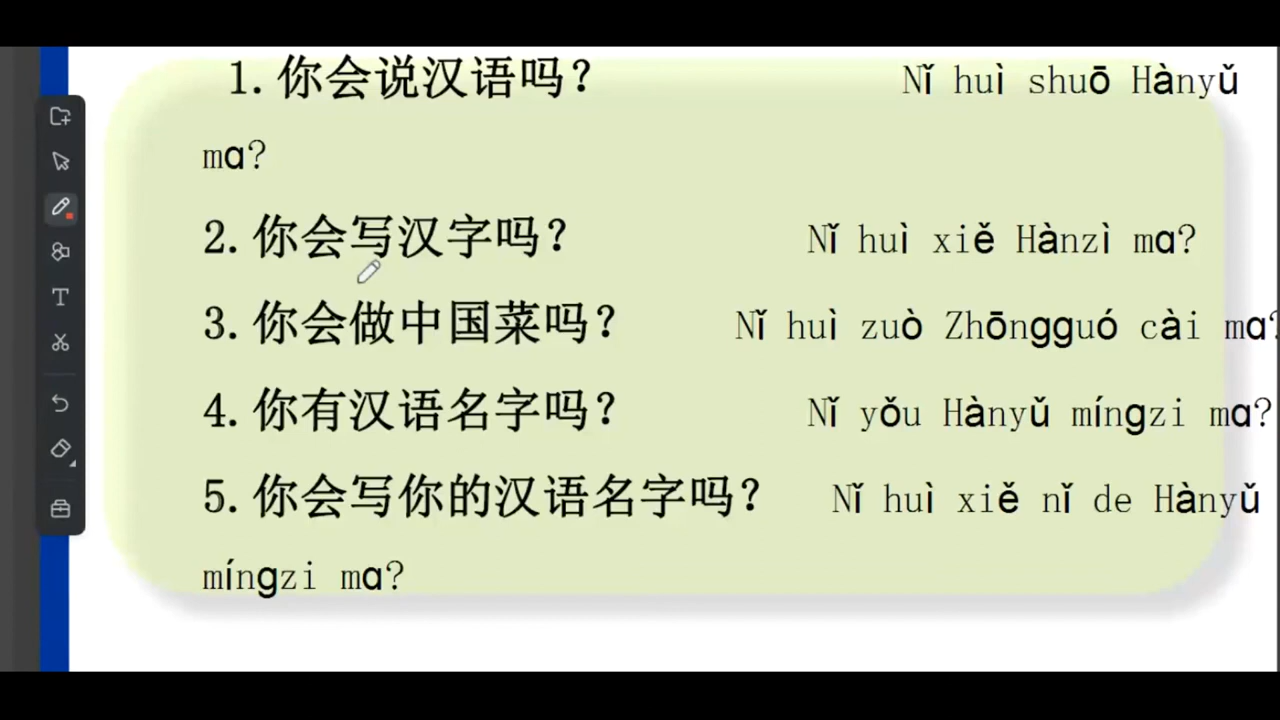 1. 你会说汉语吗? Nǐ huì shuō Hànyǔ
mɑ?
2. 你会写汉字吗? Nǐ huì xiě Hànzì mɑ?
3. 你会做中国菜吗? Nǐ huì zuò Zhōngguó cài mɑ?
4. 你有汉语名字吗? Nǐ yǒu Hànyǔ míngzi mɑ?
5. 你会写你的汉语名字吗? Nǐ huì xiě nǐ de Hànyǔ
míngzi mɑ?
T